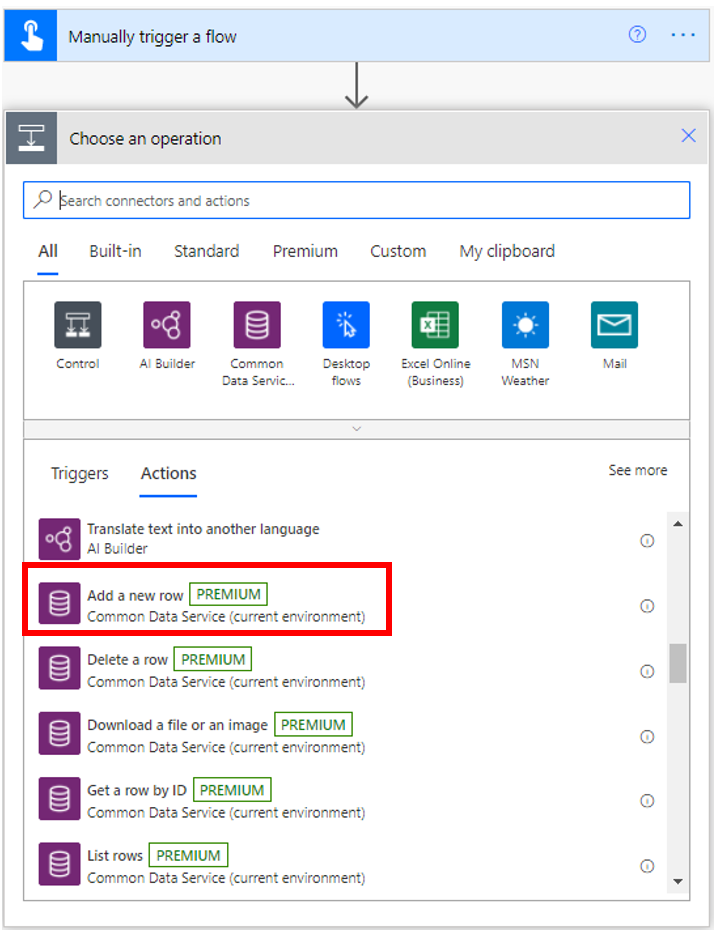 Manually trigger a flow
Choose an operation
Search connectors and actions
All Built-in Standard Premium Custom My clipboard
Control AI Builder Common Desktop Excel Online MSN Mail
Data Servic... flows (Business) Weather
Triggers Actions See more
Translate text into another language
AI Builder
Add a new row PREMIUM
Common Data Service (current environment)
Delete a row PREMIUM
Common Data Service (current environment)
Download a file or an image PREMIUM
Common Data Service (current environment)
Get a row by ID PREMIUM
Common Data Service (current environment)
List rows PREMIUM
Common Data Service (current environment)